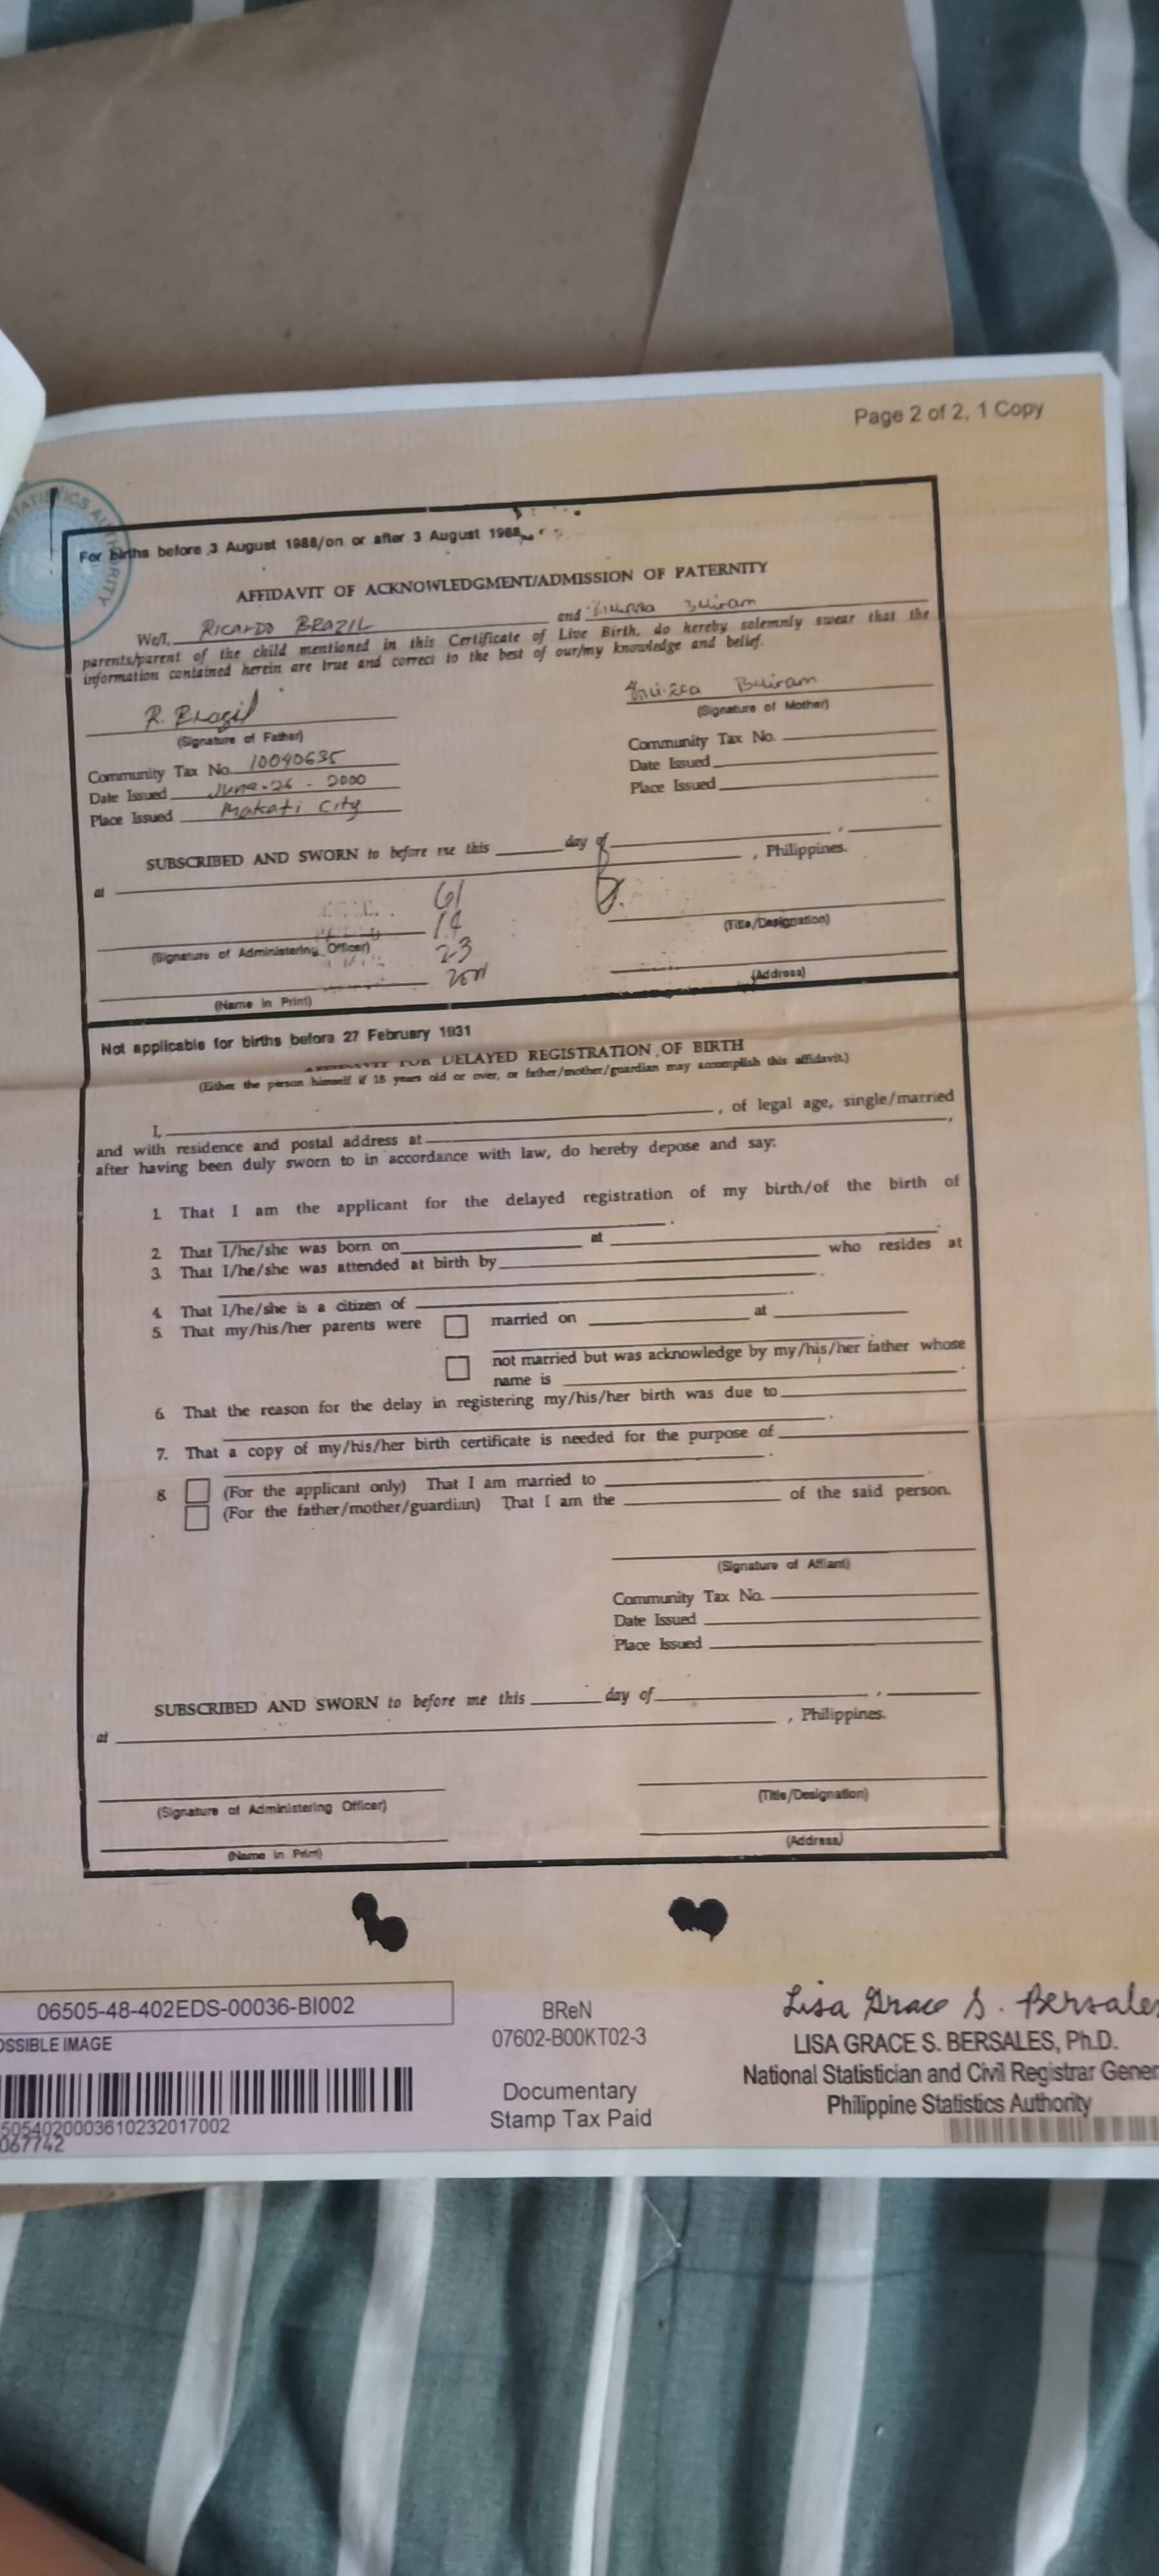 Page 2 of 2, 1 Copy
For births before 3 August 1988/on or after 3 August 1988
AFFIDAVIT OF ACKNOWLEDGMENT/ADMISSION OF PATERNITY
We/I, RICARDO BRAZIL and
parents/parent of the child mentioned in this Certificate of Live Birth, do hereby solemnly swear that the
information contained herein are true and correct to the best of our/my knowledge and belief.
R. Brazil
(Signature of Father)
(Signature of Mother)
Community Tax No. 10090635
Community Tax No.
Date Issued June-26-2000
Date Issued
Place Issued Makati City
Place Issued
SUBSCRIBED AND SWORN to before me this day of ,
at , Philippines.
61
14
23
(Signature of Administering Officer)
(Title/Designation)
(Name in Print)
(Address)
Not applicable for births before 27 February 1931
FOR DELAYED REGISTRATION OF BIRTH
(Either the person himself if 18 years old or over, or father/mother/guardian may accomplish this affidavit.)
I, , of legal age, single/married
and with residence and postal address at ,
after having been duly sworn to in accordance with law, do hereby depose and say:
1. That I am the applicant for the delayed registration of my birth/of the birth of
.
2. That I/he/she was born on at .
3. That I/he/she was attended at birth by who resides at
.
4. That I/he/she is a citizen of .
5. That my/his/her parents were married on at
not married but was acknowledge by my/his/her father whose
name is .
6. That the reason for the delay in registering my/his/her birth was due to
.
7. That a copy of my/his/her birth certificate is needed for the purpose of
.
8. (For the applicant only) That I am married to .
(For the father/mother/guardian) That I am the of the said person.
(Signature of Affiant)
Community Tax No.
Date Issued
Place Issued
SUBSCRIBED AND SWORN to before me this day of ,
at , Philippines.
(Signature of Administering Officer)
(Title/Designation)
(Name in Print)
(Address)
06505-48-402EDS-00036-BI002
OSSIBLE IMAGE
5054020003610232017002
067742
BReN
07602-B00KT02-3
Documentary
Stamp Tax Paid
Lisa Grace S. Bersales
LISA GRACE S. BERSALES, Ph.D.
National Statistician and Civil Registrar Gener
Philippine Statistics Authority